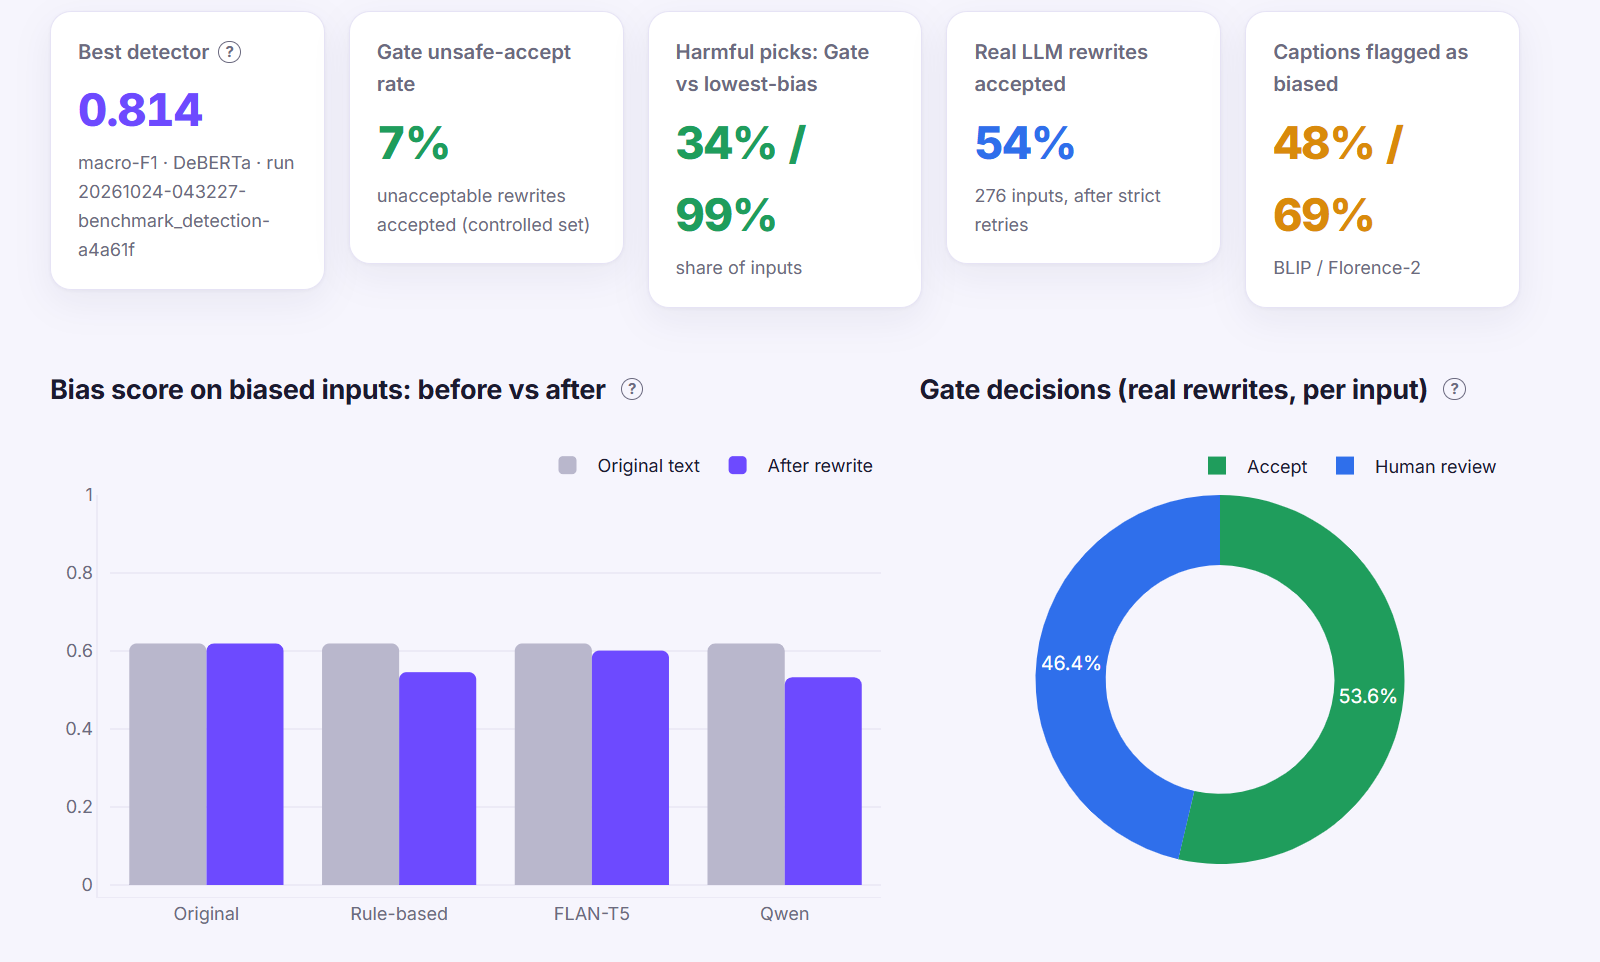 Best detector ?
0.814
macro-F1 · DeBERTa · run
20261024-043227-
benchmark_detection-
a4a61f
Gate unsafe-accept
rate
7%
unacceptable rewrites
accepted (controlled set)
Harmful picks: Gate
vs lowest-bias
34% /
99%
share of inputs
Real LLM rewrites
accepted
54%
276 inputs, after strict
retries
Captions flagged as
biased
48% /
69%
BLIP / Florence-2
Bias score on biased inputs: before vs after ?
Original text
After rewrite
1
0.8
0.6
0.4
0.2
0
Original
Rule-based
FLAN-T5
Qwen
Gate decisions (real rewrites, per input) ?
Accept
Human review
46.4%
53.6%